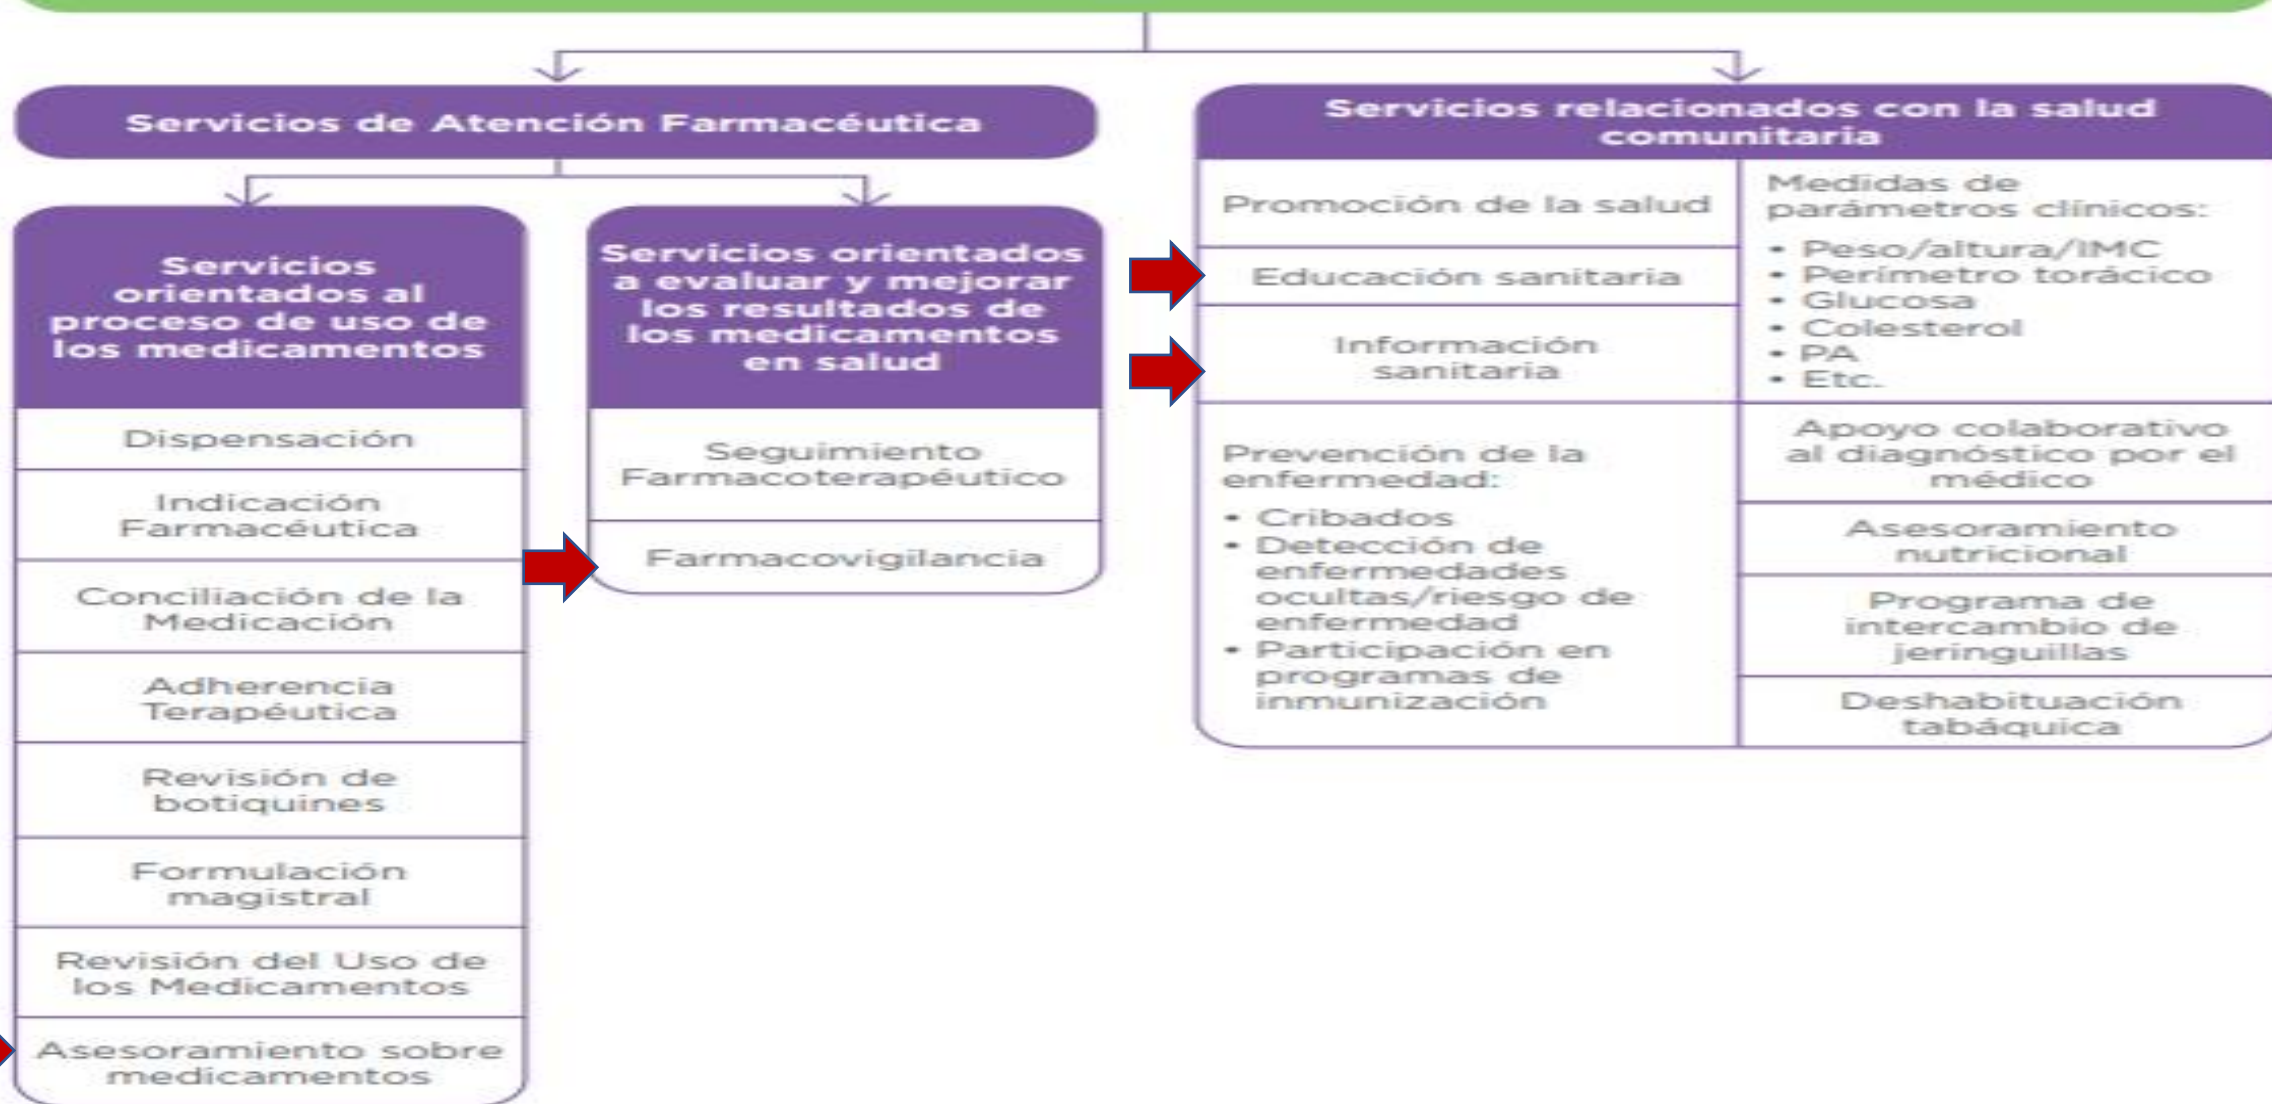 Servicios de Atención Farmacéutica
Servicios
orientados al
proceso de uso de
los medicamentos
Dispensación
Indicación
Farmacéutica
Conciliación de la
Medicación
Adherencia
Terapéutica
Revisión de
botiquines
Formulación
magistral
Revisión del Uso de
los Medicamentos
Asesoramiento sobre
medicamentos
Servicios orientados
a evaluar y mejorar
los resultados de
los medicamentos
en salud
Seguimiento
Farmacoterapéutico
Farmacovigilancia
Servicios relacionados con la salud
comunitaria
Promoción de la salud
Educación sanitaria
Información
sanitaria
Prevención de la
enfermedad:
• Cribados
• Detección de
enfermedades
ocultas/riesgo de
enfermedad
• Participación en
programas de
inmunización
Medidas de
parámetros clínicos:
• Peso/altura/IMC
• Perímetro torácico
• Glucosa
• Colesterol
• PA
• Etc.
Apoyo colaborativo
al diagnóstico por el
médico
Asesoramiento
nutricional
Programa de
intercambio de
jeringuillas
Deshabituación
tabáquica